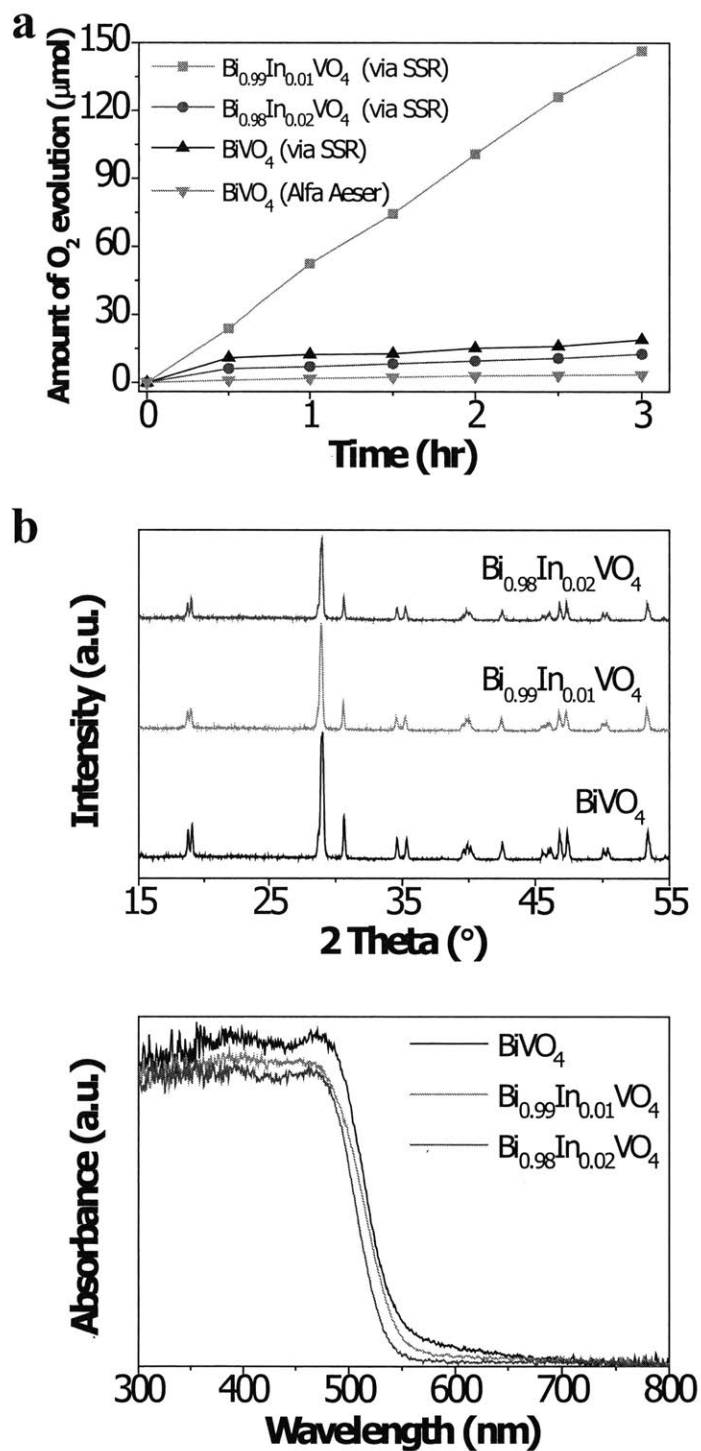 a
150
120
90
60
30
0
Amount of O₂ evolution (μmol)
Bi₀.₉₉In₀.₀₁VO₄ (via SSR)
Bi₀.₉₈In₀.₀₂VO₄ (via SSR)
BiVO₄ (via SSR)
BiVO₄ (Alfa Aeser)
0 1 2 3
Time (hr)
b
Intensity (a.u.)
Bi₀.₉₈In₀.₀₂VO₄
Bi₀.₉₉In₀.₀₁VO₄
BiVO₄
15 25 35 45 55
2 Theta (°)
Absorbance (a.u.)
BiVO₄
Bi₀.₉₉In₀.₀₁VO₄
Bi₀.₉₈In₀.₀₂VO₄
300 400 500 600 700 800
Wavelength (nm)